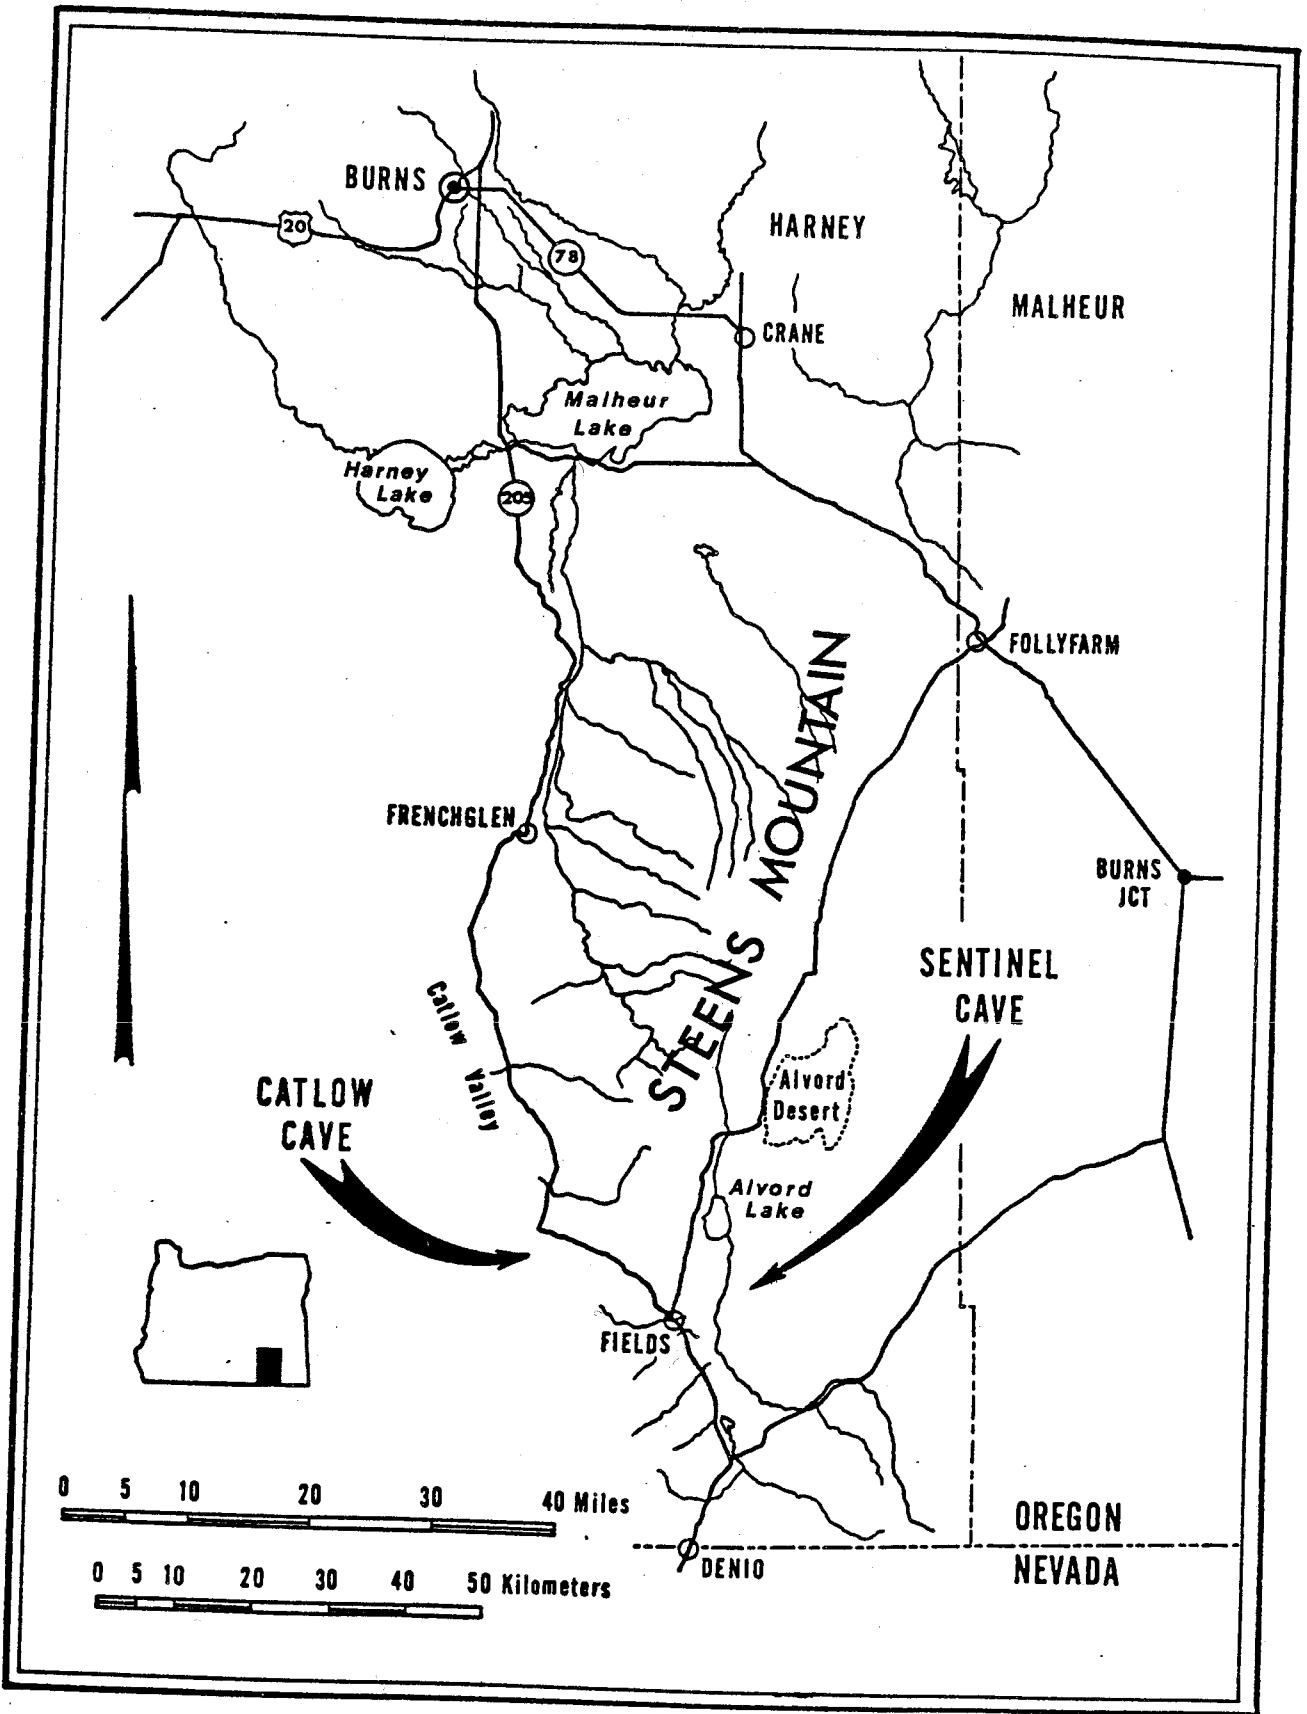 BURNS
20
78
HARNEY
MALHEUR
CRANE
Malheur
Lake
Harney
Lake
205
FOLLYFARM
STEENS MOUNTAIN
FRENCHGLEN
BURNS
JCT
SENTINEL
CAVE
Catlow Valley
CATLOW
CAVE
Alvord
Desert
Alvord
Lake
FIELDS
0 5 10 20 30 40 Miles
0 5 10 20 30 40 50 Kilometers
OREGON
NEVADA
DENIO